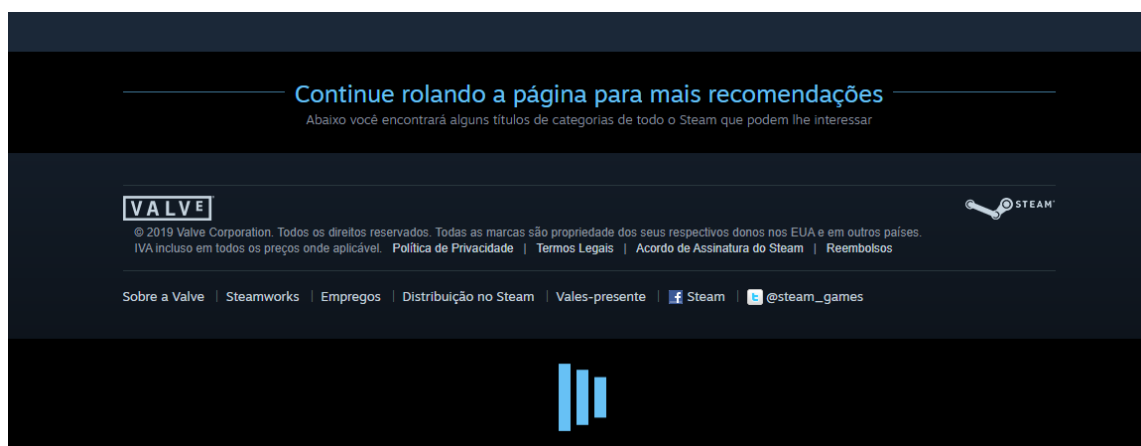 Continue rolando a página para mais recomendações
Abaixo você encontrará alguns títulos de categorias de todo o Steam que podem lhe interessar
VALVE
STEAM
© 2019 Valve Corporation. Todos os direitos reservados. Todas as marcas são propriedade dos seus respectivos donos nos EUA e em outros países.
IVA incluso em todos os preços onde aplicável. Política de Privacidade | Termos Legais | Acordo de Assinatura do Steam | Reembolsos
Sobre a Valve | Steamworks | Empregos | Distribuição no Steam | Vales-presente | Steam | @steam_games